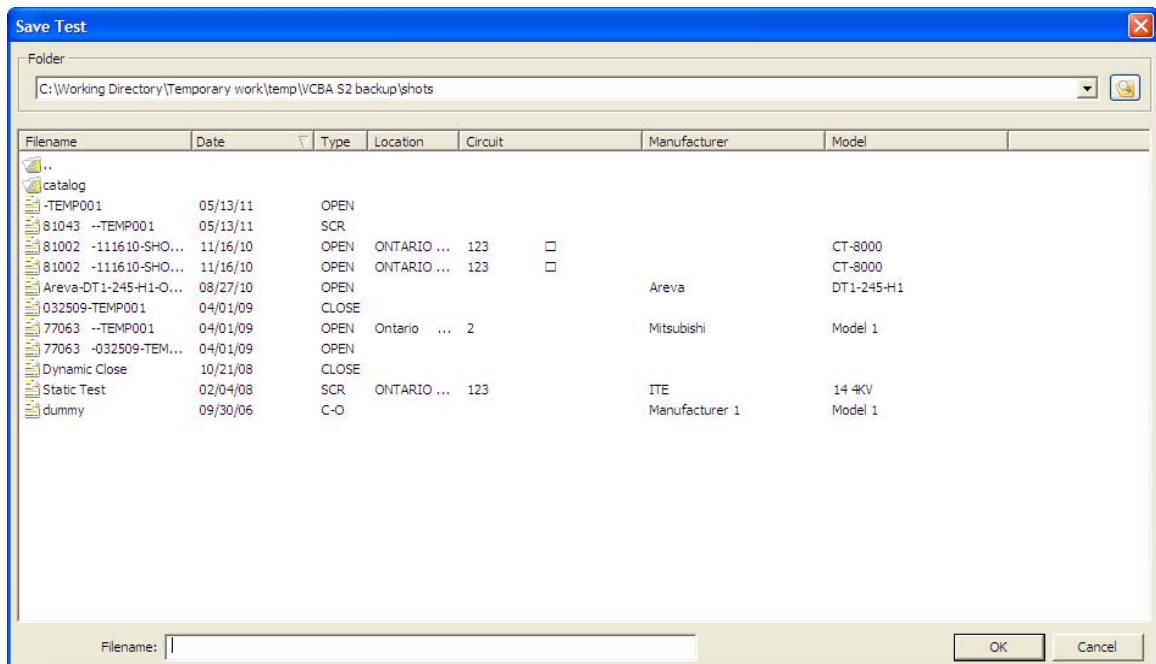 Save Test
Folder
C:\Working Directory\Temporary work\temp\VCBA S2 backup\shots
Filename Date Type Location Circuit Manufacturer Model
..
catalog
-TEMP001 05/13/11 OPEN
81043 --TEMP001 05/13/11 SCR
81002 -111610-SHO... 11/16/10 OPEN ONTARIO ... 123 □ CT-8000
81002 -111610-SHO... 11/16/10 OPEN ONTARIO ... 123 □ CT-8000
Areva-DT1-245-H1-O... 08/27/10 OPEN Areva DT1-245-H1
032509-TEMP001 04/01/09 CLOSE
77063 --TEMP001 04/01/09 OPEN Ontario ... 2 Mitsubishi Model 1
77063 -032509-TEM... 04/01/09 OPEN
Dynamic Close 10/21/08 CLOSE
Static Test 02/04/08 SCR ONTARIO ... 123 ITE 14 4KV
dummy 09/30/06 C-O Manufacturer 1 Model 1
Filename: OK Cancel